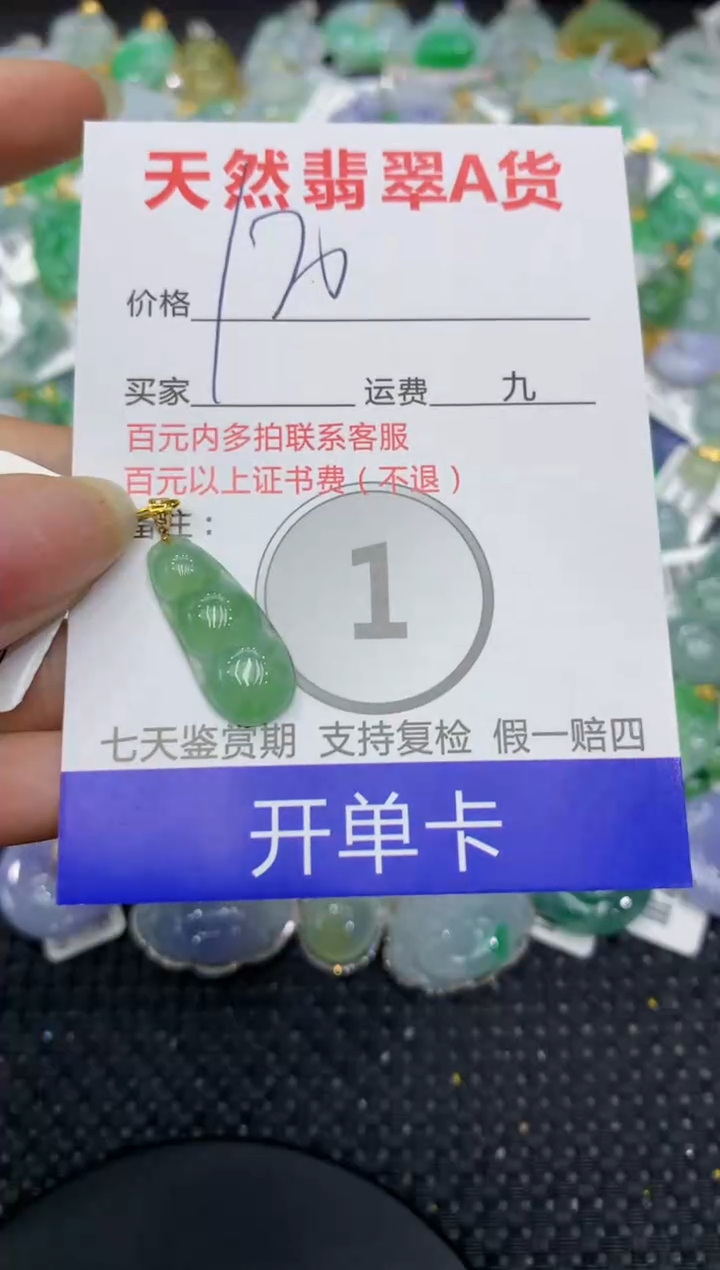 天然翡翠A货
价格 120
买家 运费 九
百元内多拍联系客服
百元以上证书费（不退）
备注：
1
七天鉴赏期 支持复检 假一赔四
开单卡